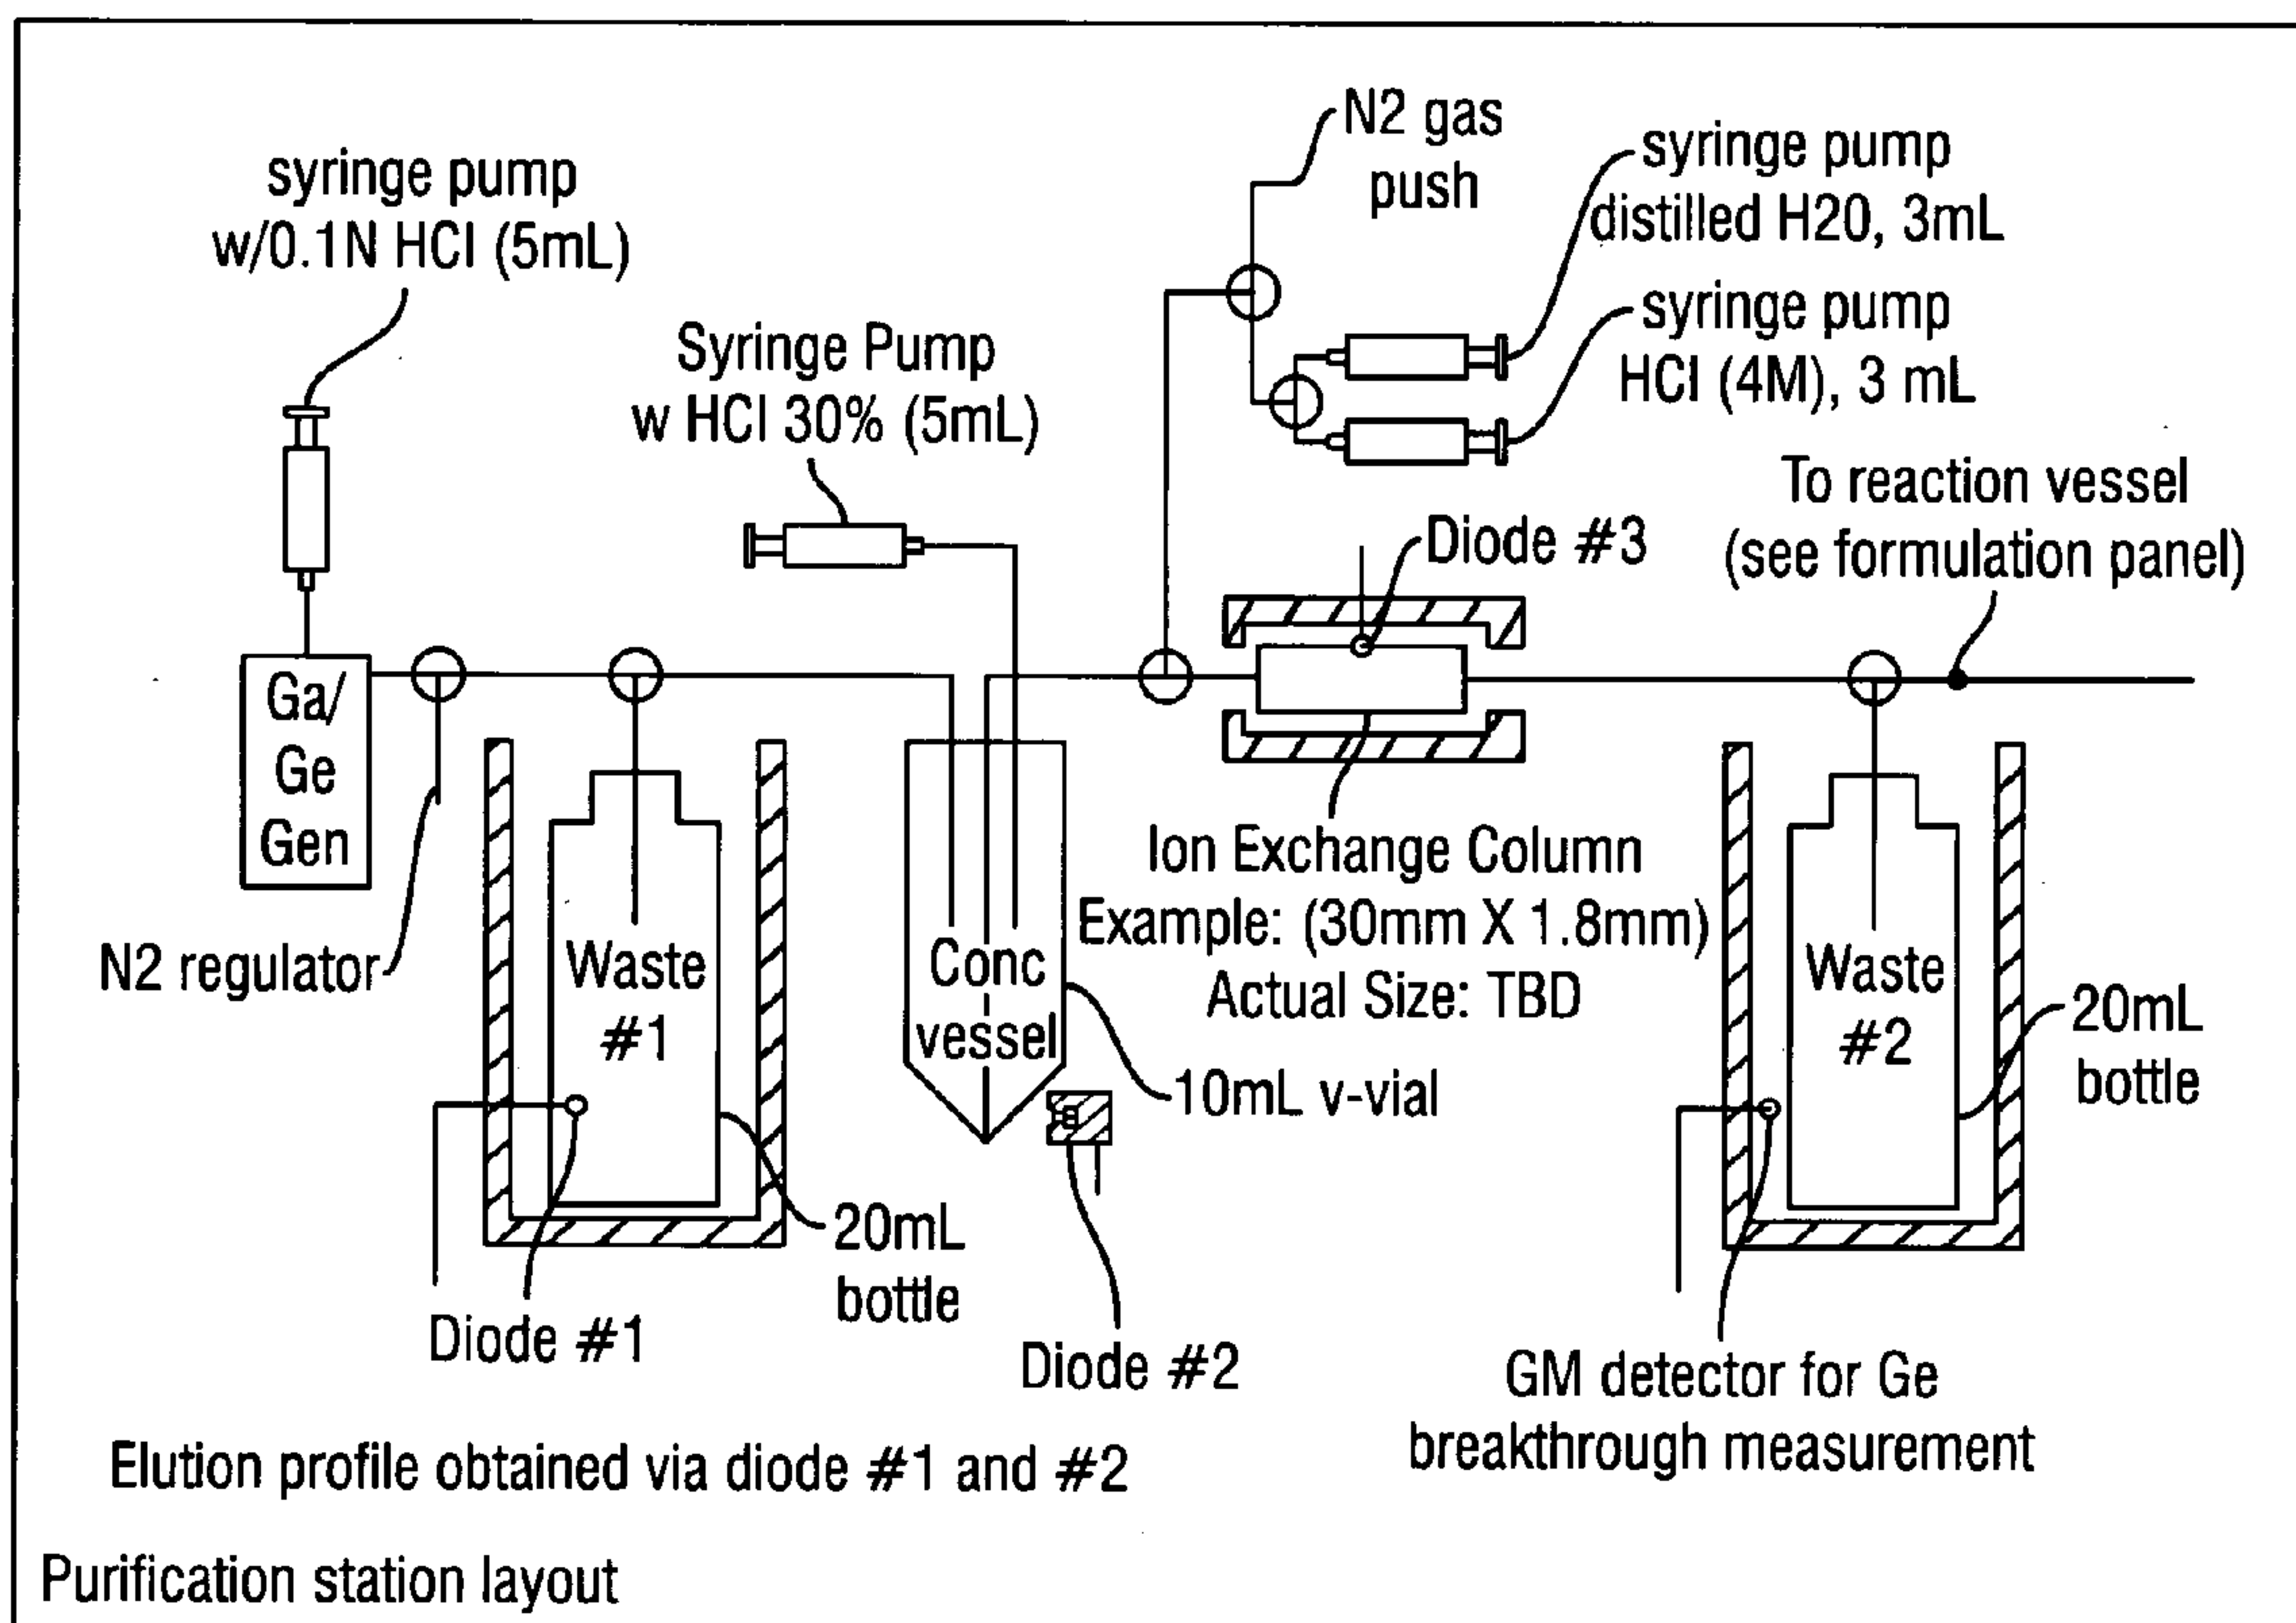 N2 gas
push
syringe pump
distilled H20, 3mL
syringe pump
w/0.1N HCl (5mL)
syringe pump
HCl (4M), 3 mL
Syringe Pump
w HCl 30% (5mL)
To reaction vessel
(see formulation panel)
Diode #3
Ga/
Ge
Gen
Ion Exchange Column
Example: (30mm X 1.8mm)
Actual Size: TBD
N2 regulator
Waste
#1
Conc
vessel
Waste
#2
20mL
bottle
10mL v-vial
20mL
bottle
Diode #1
Diode #2
GM detector for Ge
breakthrough measurement
Elution profile obtained via diode #1 and #2
Purification station layout